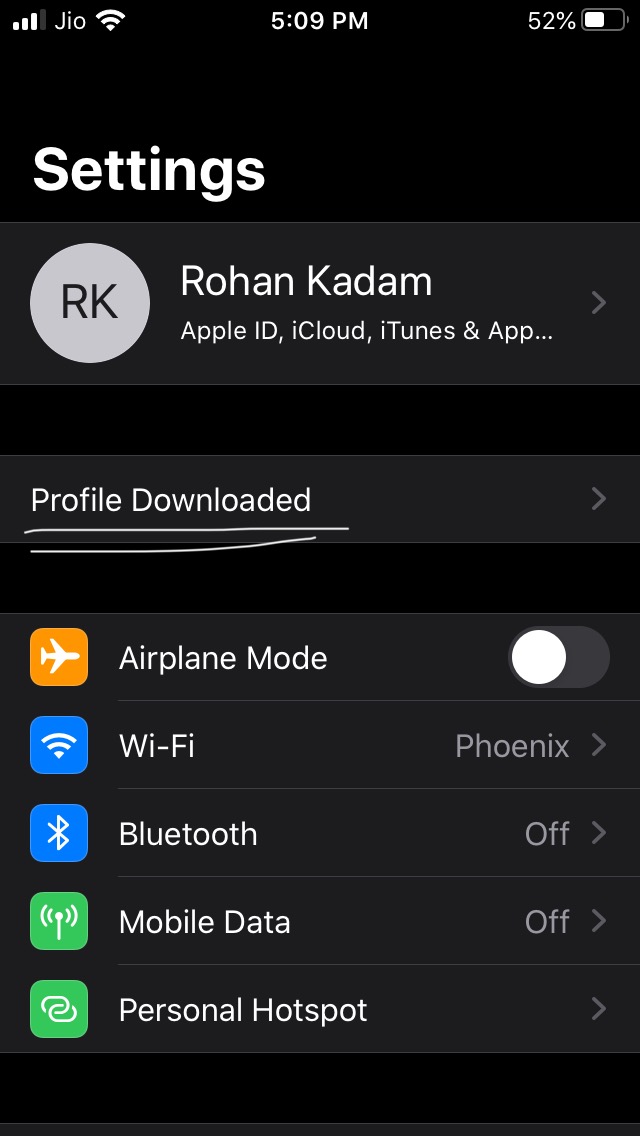 Jio 5:09 PM 52%
Settings
RK
Rohan Kadam
Apple ID, iCloud, iTunes & App...
Profile Downloaded
Airplane Mode
Wi-Fi Phoenix
Bluetooth Off
Mobile Data Off
Personal Hotspot